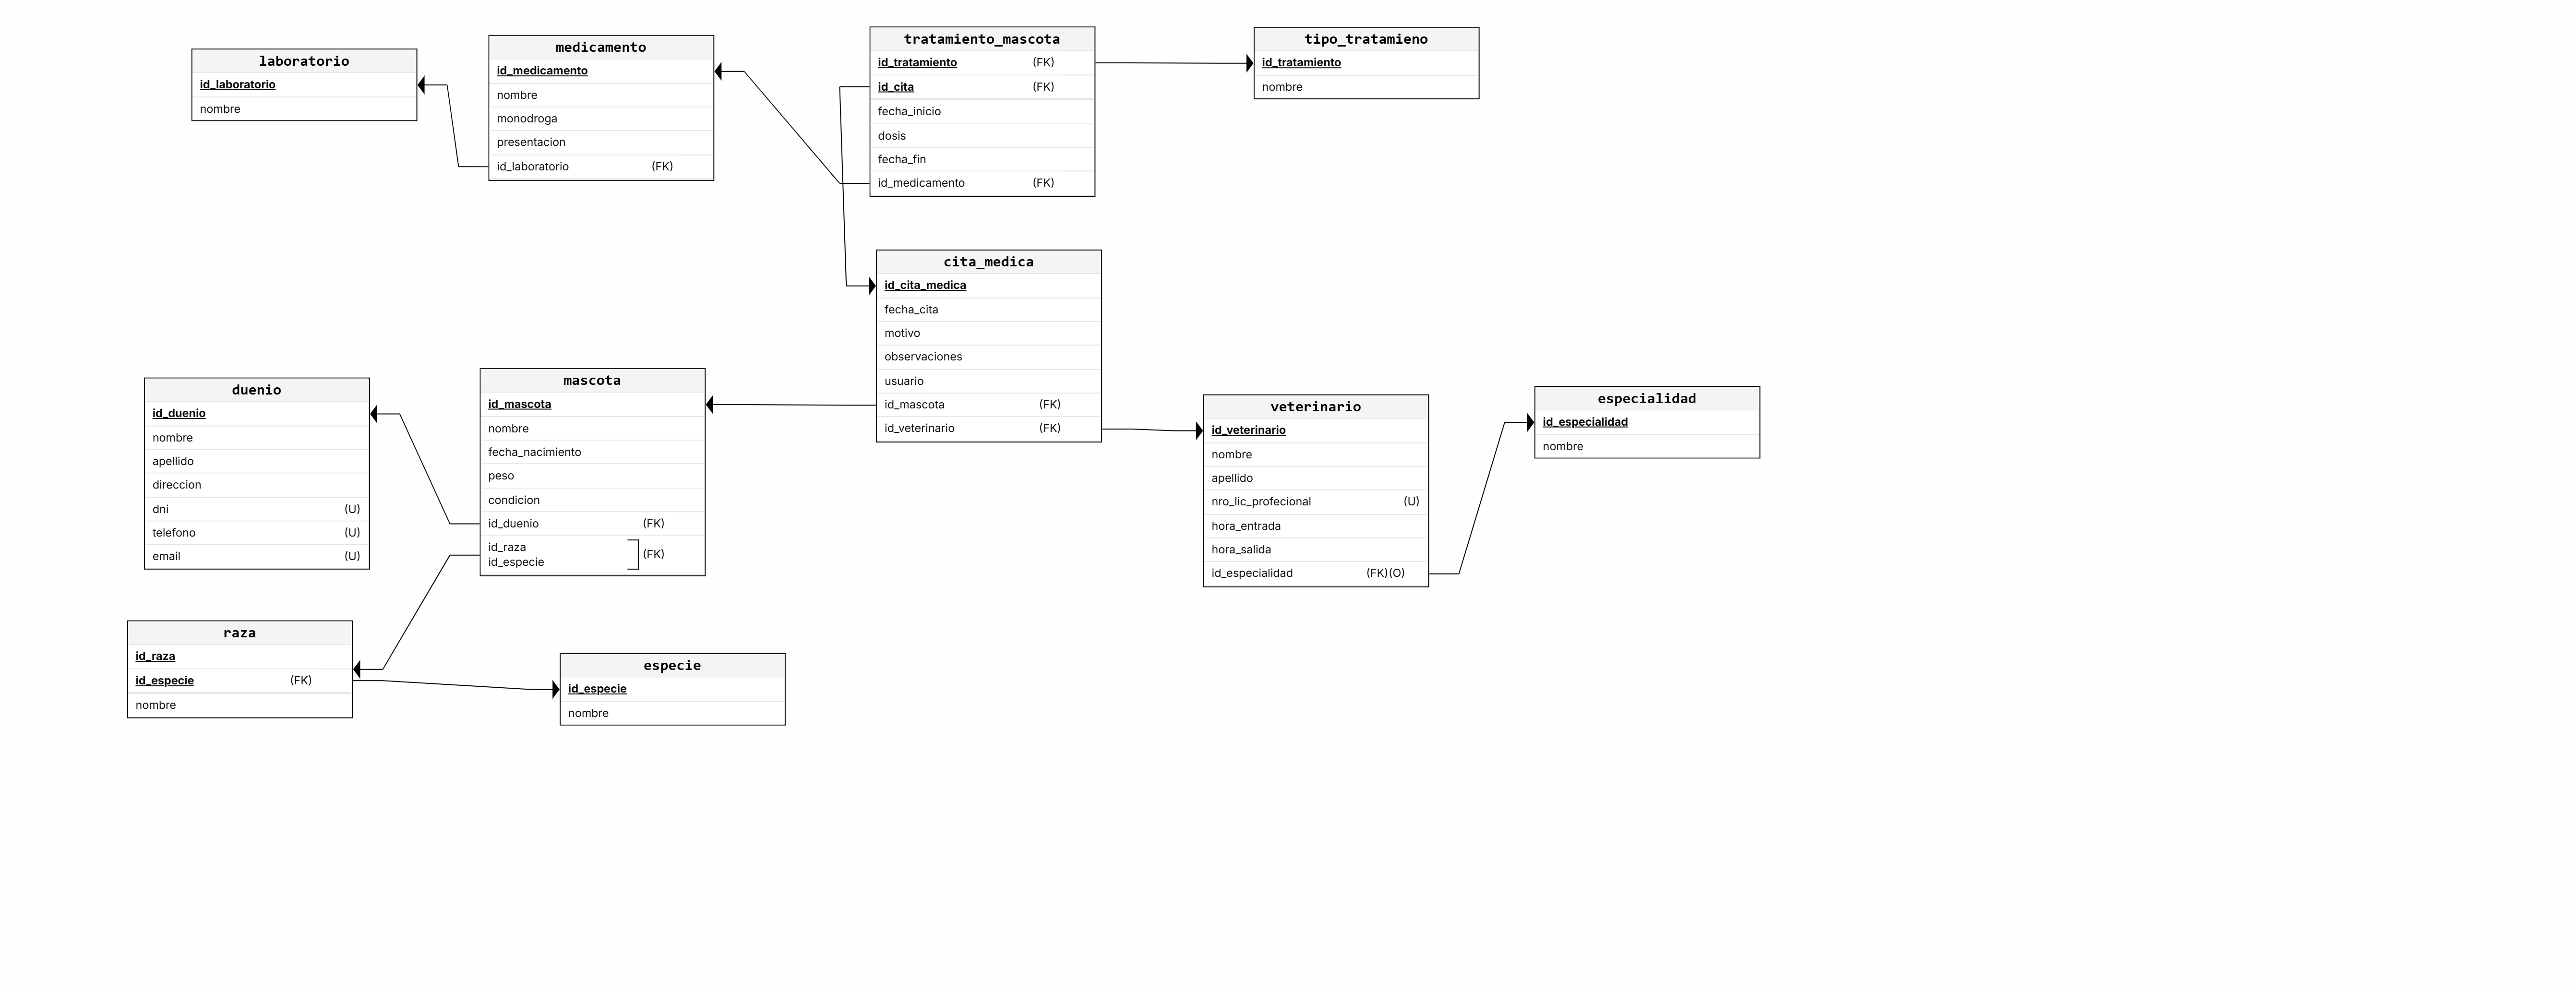 laboratorio
id_laboratorio
nombre
medicamento
id_medicamento
nombre
monodroga
presentacion
id_laboratorio (FK)
tratamiento_mascota
id_tratamiento (FK)
id_cita (FK)
fecha_inicio
dosis
fecha_fin
id_medicamento (FK)
tipo_tratamieno
id_tratamiento
nombre
cita_medica
id_cita_medica
fecha_cita
motivo
observaciones
usuario
id_mascota (FK)
id_veterinario (FK)
duenio
id_duenio
nombre
apellido
direccion
dni (U)
telefono (U)
email (U)
mascota
id_mascota
nombre
fecha_nacimiento
peso
condicion
id_duenio (FK)
id_raza
id_especie (FK)
veterinario
id_veterinario
nombre
apellido
nro_lic_profecional (U)
hora_entrada
hora_salida
id_especialidad (FK)(O)
especialidad
id_especialidad
nombre
raza
id_raza
id_especie (FK)
nombre
especie
id_especie
nombre